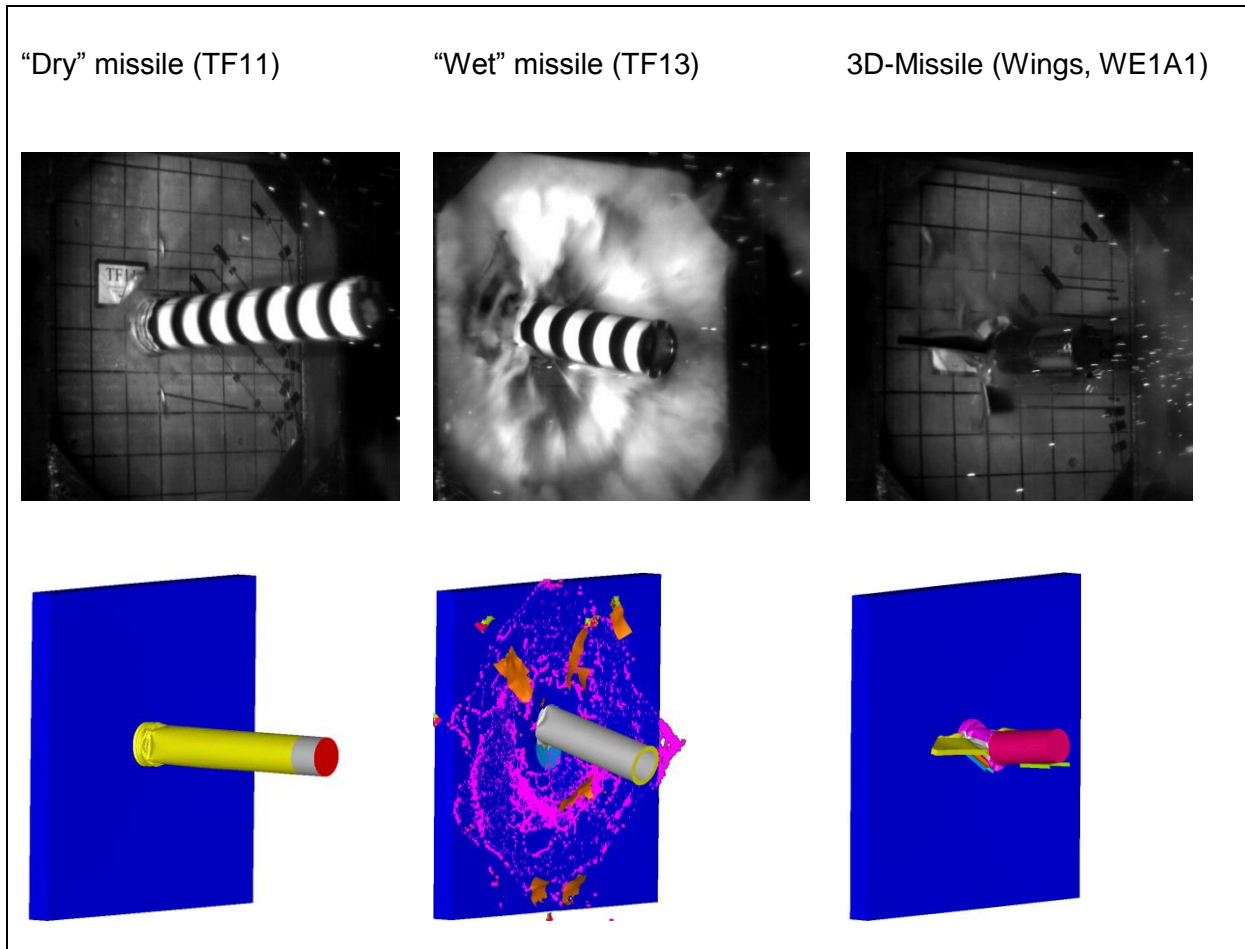 “Dry” missile (TF11)
“Wet” missile (TF13)
3D-Missile (Wings, WE1A1)